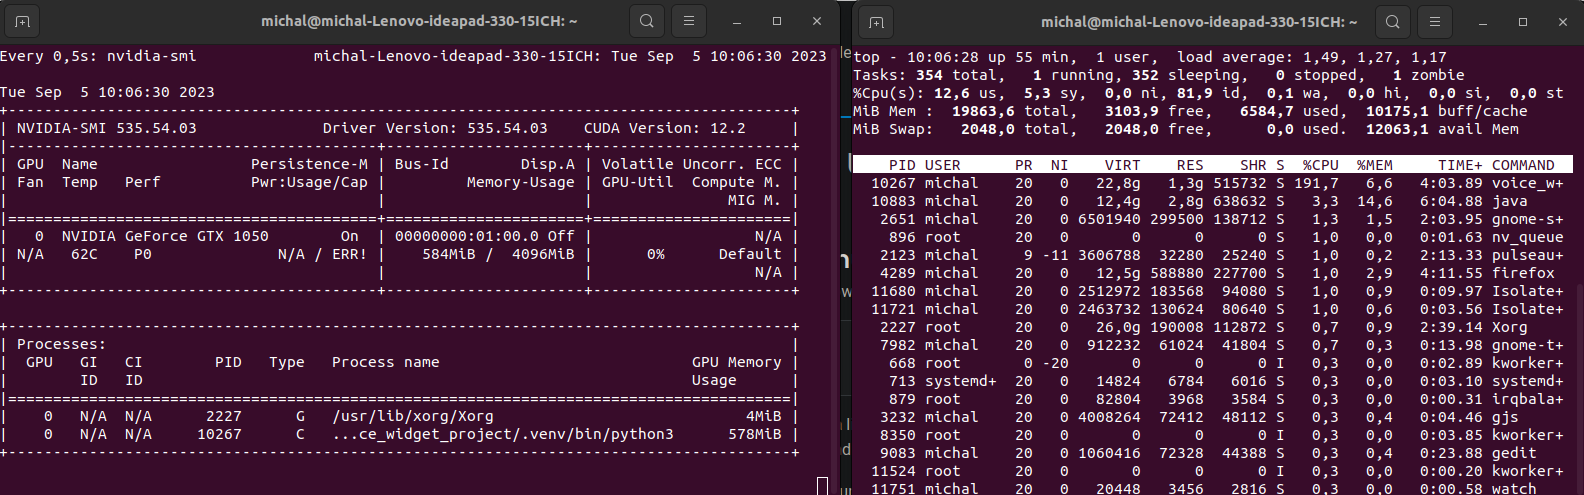 michal@michal-Lenovo-ideapad-330-15ICH: ~
Every 0,5s: nvidia-smi michal-Lenovo-ideapad-330-15ICH: Tue Sep 5 10:06:30 2023
Tue Sep 5 10:06:30 2023
+---------------------------------------------------------------------------------------+
| NVIDIA-SMI 535.54.03 Driver Version: 535.54.03 CUDA Version: 12.2 |
|-----------------------------------------+----------------------+----------------------+
| GPU Name Persistence-M | Bus-Id Disp.A | Volatile Uncorr. ECC |
| Fan Temp Perf Pwr:Usage/Cap | Memory-Usage | GPU-Util Compute M. |
| | | MIG M. |
|=========================================+======================+======================|
| 0 NVIDIA GeForce GTX 1050 On | 00000000:01:00.0 Off | N/A |
| N/A 62C P0 N/A / ERR! | 584MiB / 4096MiB | 0% Default |
| | | N/A |
+-----------------------------------------+----------------------+----------------------+
+---------------------------------------------------------------------------------------+
| Processes: |
| GPU GI CI PID Type Process name GPU Memory |
| ID ID Usage |
|=======================================================================================|
| 0 N/A N/A 2227 G /usr/lib/xorg/Xorg 4MiB |
| 0 N/A N/A 10267 C ...ce_widget_project/.venv/bin/python3 578MiB |
+---------------------------------------------------------------------------------------+
michal@michal-Lenovo-ideapad-330-15ICH: ~
top - 10:06:28 up 55 min, 1 user, load average: 1,49, 1,27, 1,17
Tasks: 354 total, 1 running, 352 sleeping, 0 stopped, 1 zombie
%Cpu(s): 12,6 us, 5,3 sy, 0,0 ni, 81,9 id, 0,1 wa, 0,0 hi, 0,0 si, 0,0 st
MiB Mem : 19863,6 total, 3103,9 free, 6584,7 used, 10175,1 buff/cache
MiB Swap: 2048,0 total, 2048,0 free, 0,0 used. 12063,1 avail Mem
PID USER PR NI VIRT RES SHR S %CPU %MEM TIME+ COMMAND
10267 michal 20 0 22,8g 1,3g 515732 S 191,7 6,6 4:03.89 voice_w+
10883 michal 20 0 12,4g 2,8g 638632 S 3,3 14,6 6:04.88 java
2651 michal 20 0 6501940 299500 138712 S 1,3 1,5 2:03.95 gnome-s+
896 root 20 0 0 0 0 S 1,0 0,0 0:01.63 nv_queue
2123 michal 9 -11 3606788 32280 25240 S 1,0 0,2 2:13.33 pulseau+
4289 michal 20 0 12,5g 588880 227700 S 1,0 2,9 4:11.55 firefox
11680 michal 20 0 2512972 183568 94080 S 1,0 0,9 0:09.97 Isolate+
11721 michal 20 0 2463732 130624 80640 S 1,0 0,6 0:03.56 Isolate+
2227 root 20 0 26,0g 190008 112872 S 0,7 0,9 2:39.14 Xorg
7982 michal 20 0 912232 61024 41804 S 0,7 0,3 0:13.98 gnome-t+
668 root 0 -20 0 0 0 I 0,3 0,0 0:02.89 kworker+
713 systemd+ 20 0 14824 6784 6016 S 0,3 0,0 0:03.10 systemd+
879 root 20 0 82804 3968 3584 S 0,3 0,0 0:00.31 irqbala+
3232 michal 20 0 4008264 72412 48112 S 0,3 0,4 0:04.46 gjs
8350 root 20 0 0 0 0 I 0,3 0,0 0:03.85 kworker+
9083 michal 20 0 1060416 72328 44388 S 0,3 0,4 0:23.88 gedit
11524 root 20 0 0 0 0 I 0,3 0,0 0:00.20 kworker+
11751 michal 20 0 20448 3456 2816 S 0,3 0,0 0:00.58 watch